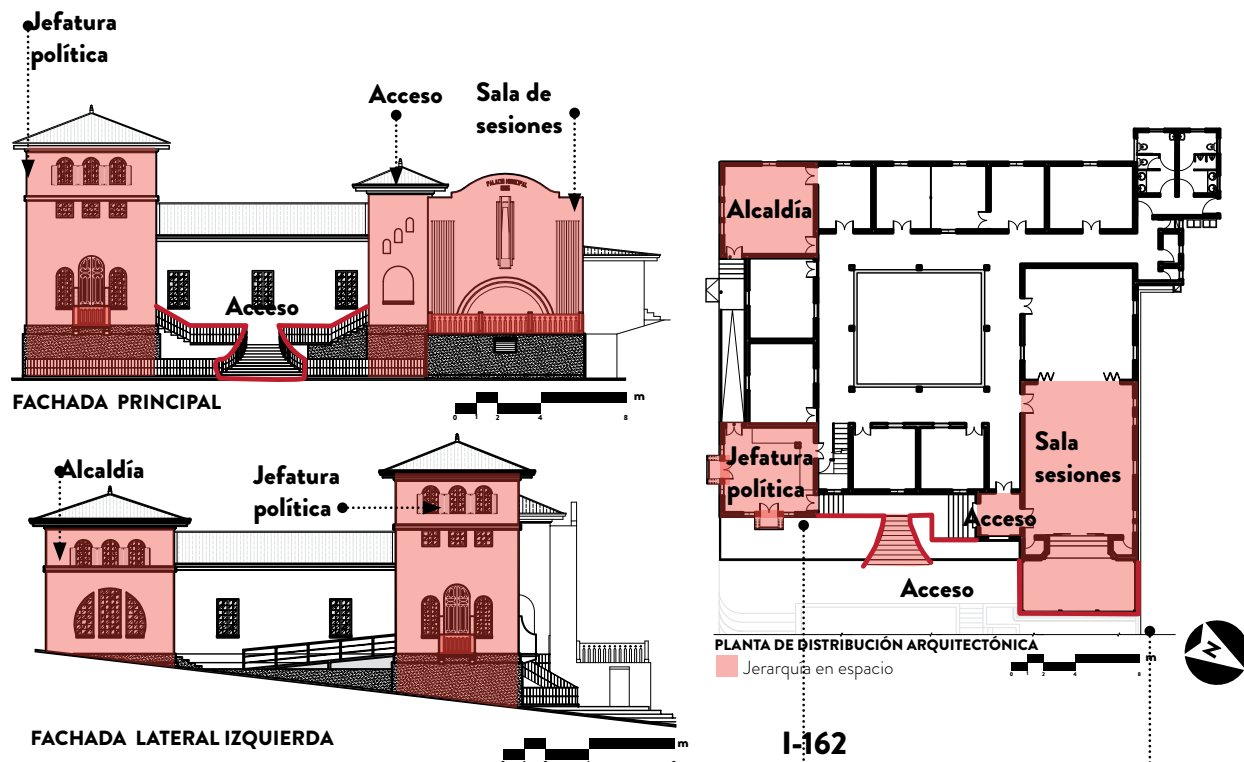 Jefatura
política
Acceso
Sala de
sesiones
PALACIO MUNICIPAL
Acceso
FACHADA PRINCIPAL
0 1 2 4 8 m
Alcaldía
Jefatura
política
FACHADA LATERAL IZQUIERDA
m
Alcaldía
Jefatura
política
Sala
sesiones
Acceso
Acceso
PLANTA DE DISTRIBUCIÓN ARQUITECTÓNICA
Jerarquía en espacio
0 1 2 4 8 m
N
I-162